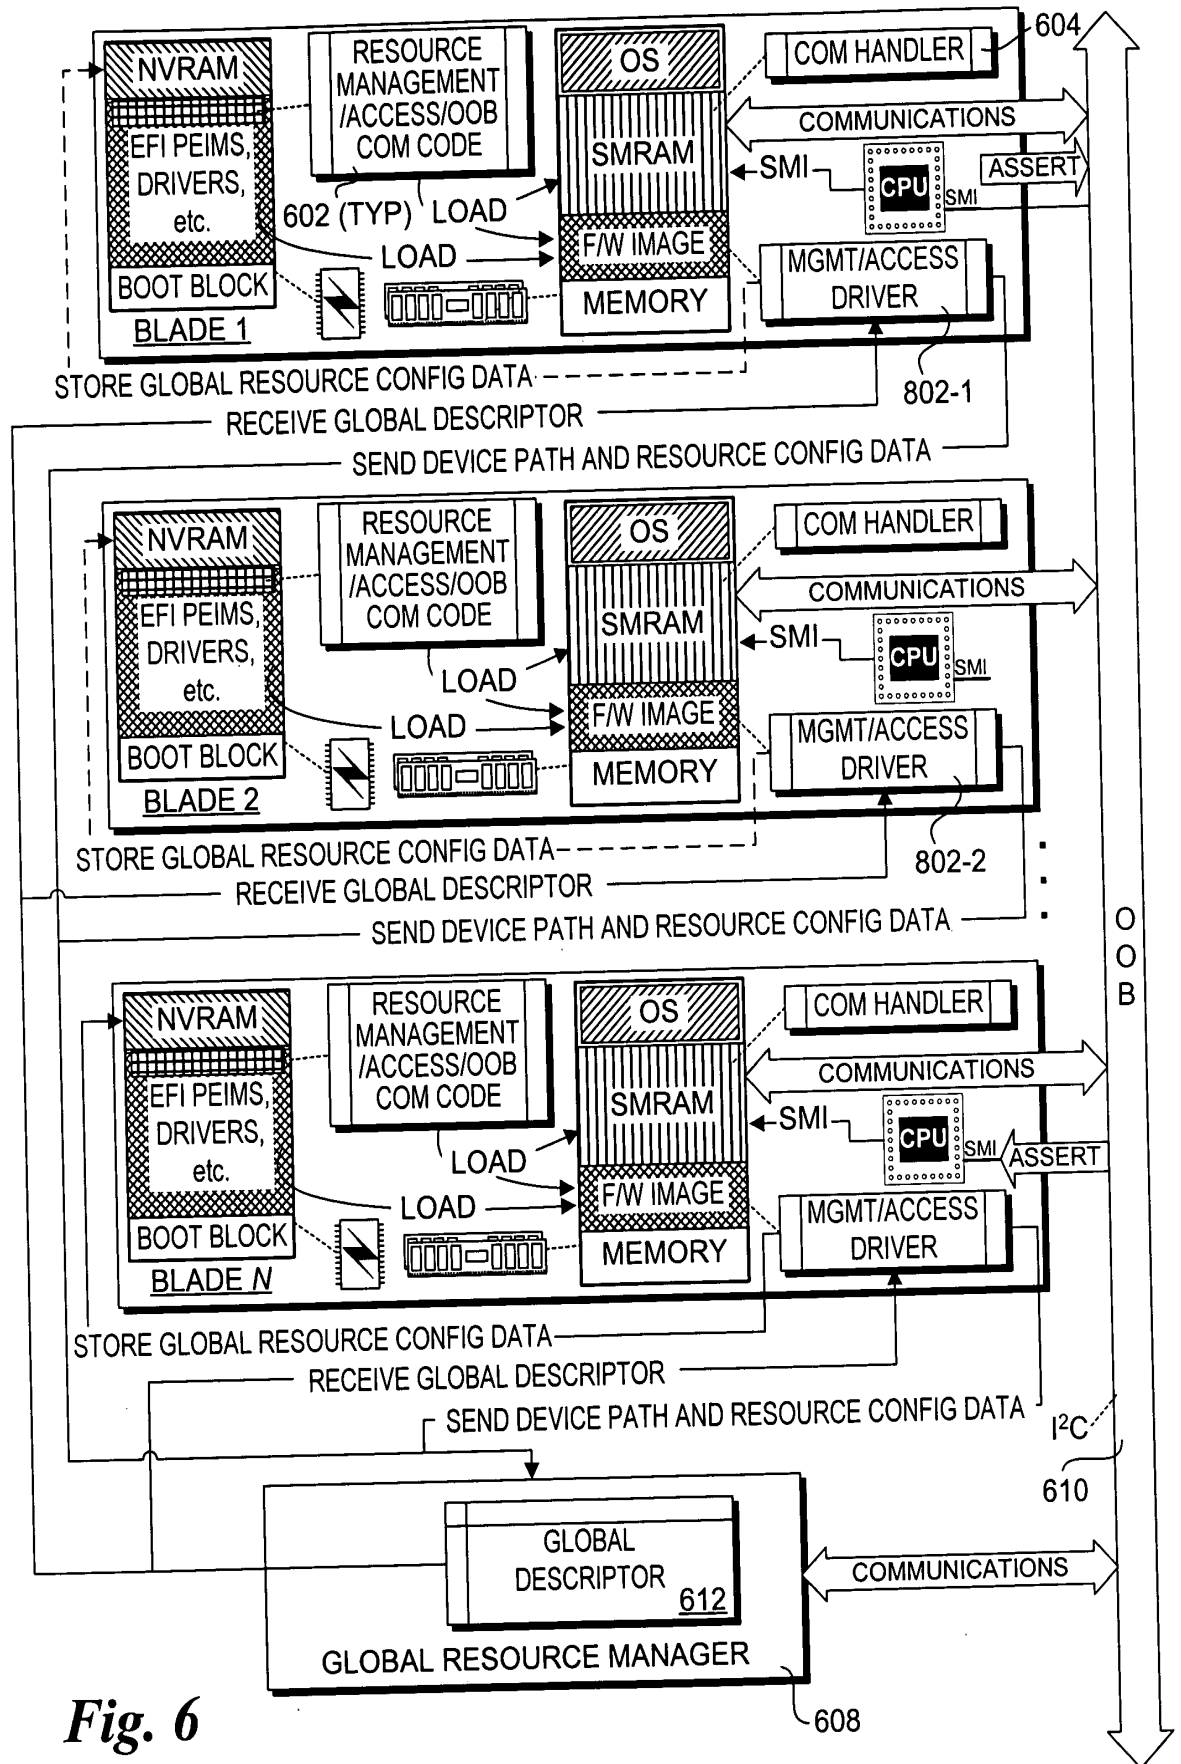 NVRAM
EFI PEIMS,
DRIVERS,
etc.
BOOT BLOCK
BLADE 1
RESOURCE
MANAGEMENT
/ACCESS/OOB
COM CODE
602 (TYP)
LOAD
LOAD
OS
SMRAM
F/W IMAGE
MEMORY
COM HANDLER
604
COMMUNICATIONS
SMI
CPU
SMI
ASSERT
MGMT/ACCESS
DRIVER
802-1
STORE GLOBAL RESOURCE CONFIG DATA
RECEIVE GLOBAL DESCRIPTOR
SEND DEVICE PATH AND RESOURCE CONFIG DATA
NVRAM
EFI PEIMS,
DRIVERS,
etc.
BOOT BLOCK
BLADE 2
RESOURCE
MANAGEMENT
/ACCESS/OOB
COM CODE
LOAD
LOAD
OS
SMRAM
F/W IMAGE
MEMORY
COM HANDLER
COMMUNICATIONS
SMI
CPU
SMI
MGMT/ACCESS
DRIVER
802-2
STORE GLOBAL RESOURCE CONFIG DATA
RECEIVE GLOBAL DESCRIPTOR
SEND DEVICE PATH AND RESOURCE CONFIG DATA
O
O
B
NVRAM
EFI PEIMS,
DRIVERS,
etc.
BOOT BLOCK
BLADE N
RESOURCE
MANAGEMENT
/ACCESS/OOB
COM CODE
LOAD
LOAD
OS
SMRAM
F/W IMAGE
MEMORY
COM HANDLER
COMMUNICATIONS
SMI
CPU
SMI
ASSERT
MGMT/ACCESS
DRIVER
STORE GLOBAL RESOURCE CONFIG DATA
RECEIVE GLOBAL DESCRIPTOR
SEND DEVICE PATH AND RESOURCE CONFIG DATA
I²C
610
GLOBAL
DESCRIPTOR
612
COMMUNICATIONS
GLOBAL RESOURCE MANAGER
608
Fig. 6